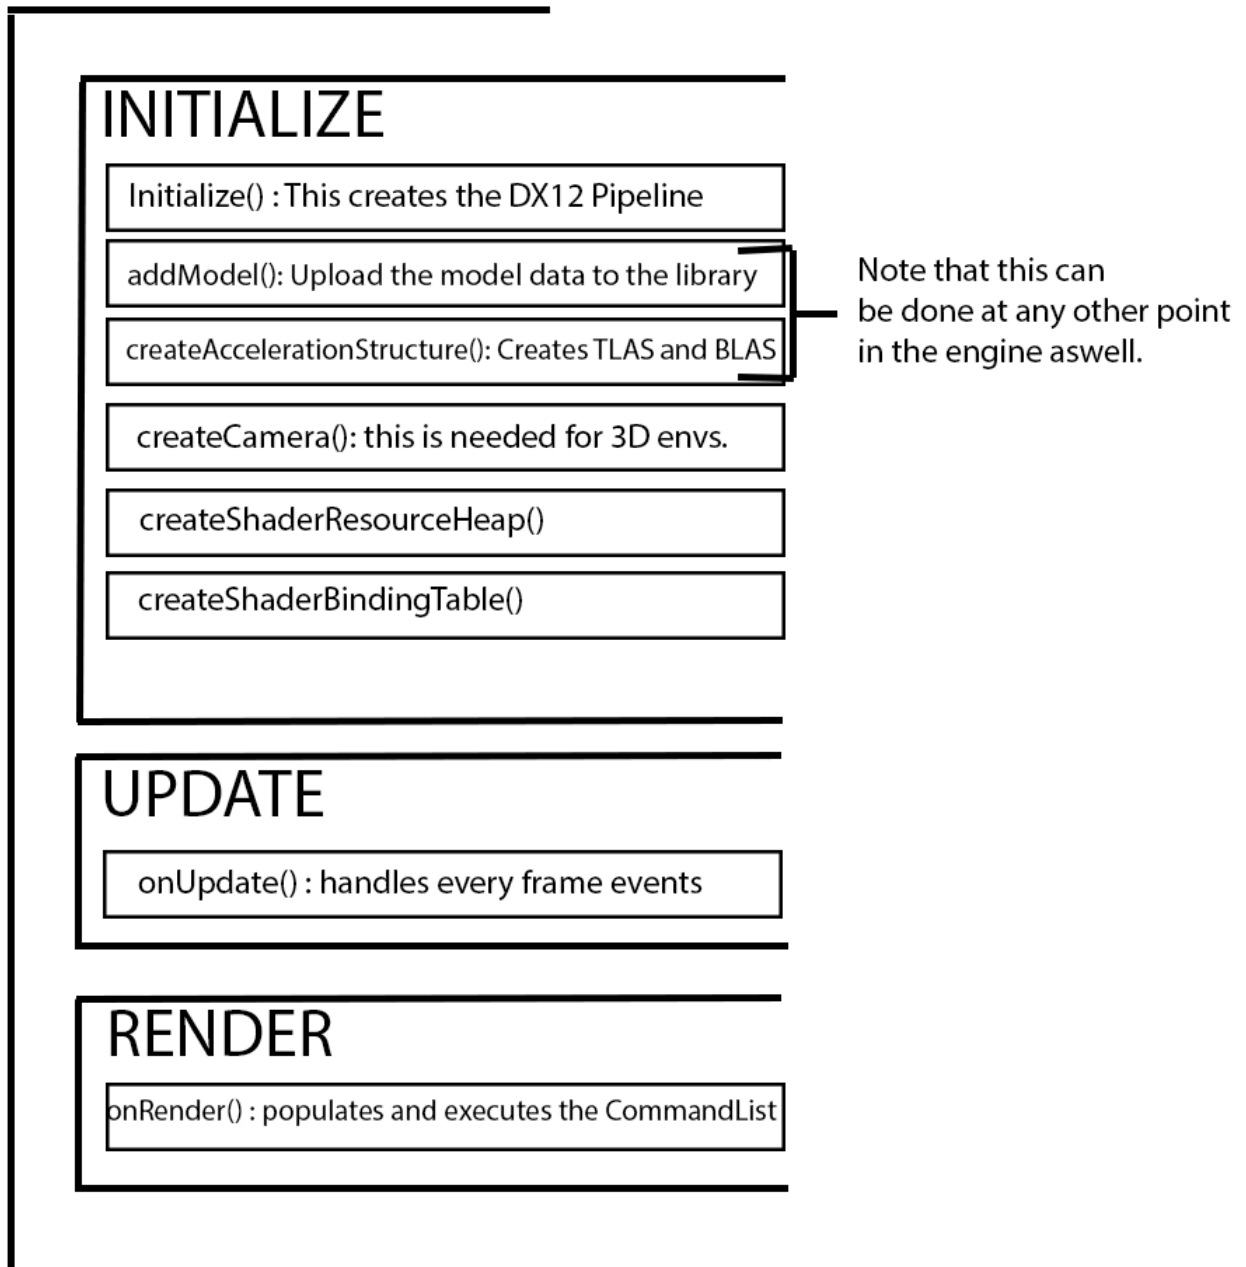 INITIALIZE
Initialize() : This creates the DX12 Pipeline
addModel(): Upload the model data to the library
createAccelerationStructure(): Creates TLAS and BLAS
Note that this can
be done at any other point
in the engine aswell.
createCamera(): this is needed for 3D envs.
createShaderResourceHeap()
createShaderBindingTable()
UPDATE
onUpdate() : handles every frame events
RENDER
onRender() : populates and executes the CommandList